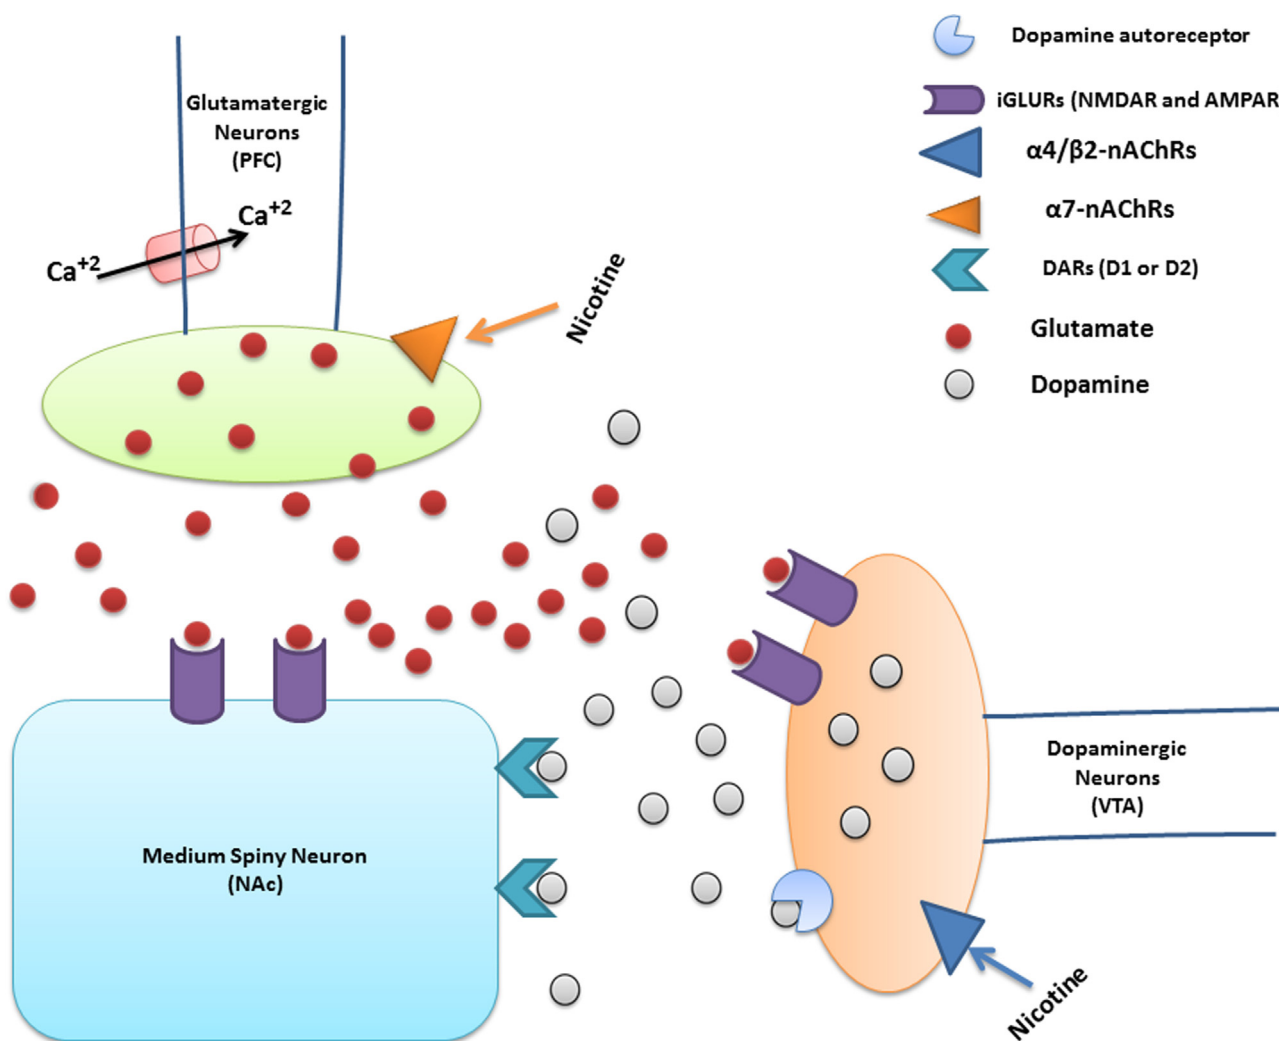 Glutamatergic
Neurons
(PFC)
Ca+2
Ca+2
Nicotine
Dopamine autoreceptor
iGLURs (NMDAR and AMPAR
α4/β2-nAChRs
α7-nAChRs
DARs (D1 or D2)
Glutamate
Dopamine
Dopaminergic
Neurons
(VTA)
Medium Spiny Neuron
(NAc)
Nicotine